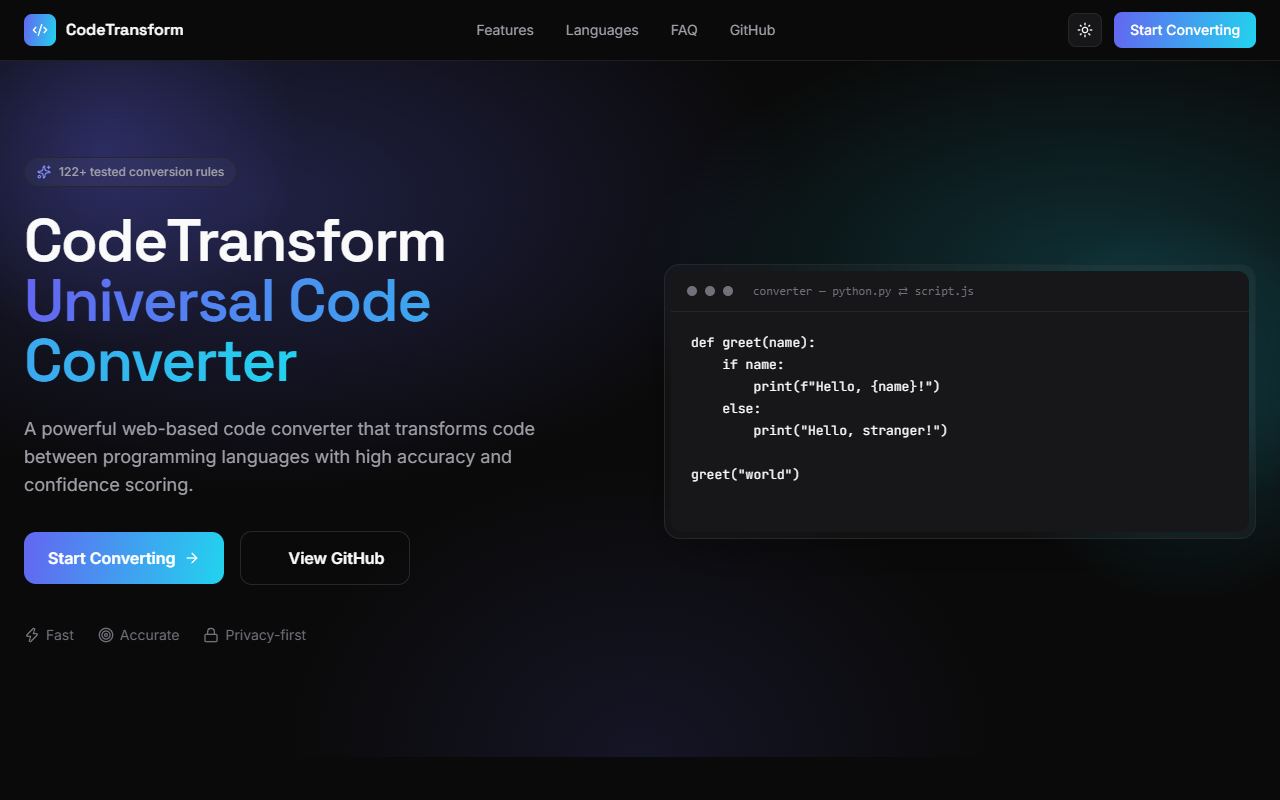 CodeTransform
Features
Languages
FAQ
GitHub
Start Converting
122+ tested conversion rules
CodeTransform
Universal Code
Converter
A powerful web-based code converter that transforms code
between programming languages with high accuracy and
confidence scoring.
Start Converting →
View GitHub
Fast
Accurate
Privacy-first
converter — python.py ⇄ script.js
def greet(name):
    if name:
        print(f"Hello, {name}!")
    else:
        print("Hello, stranger!")
greet("world")